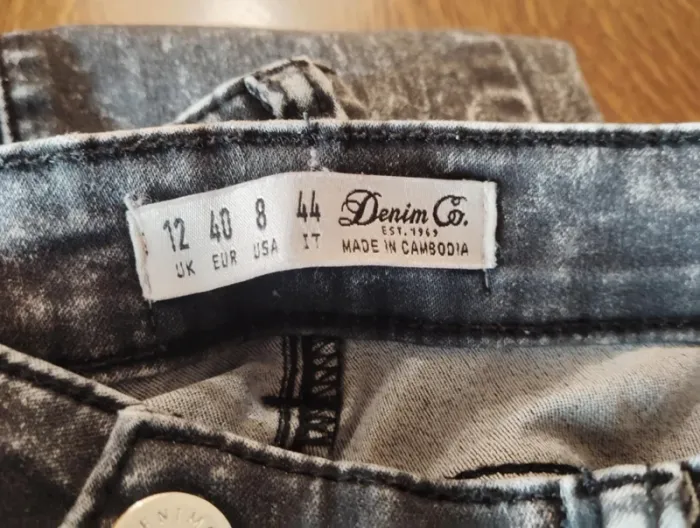 12 40 8 44
UK EUR USA IT
Denim Co.
EST. 1969
MADE IN CAMBODIA